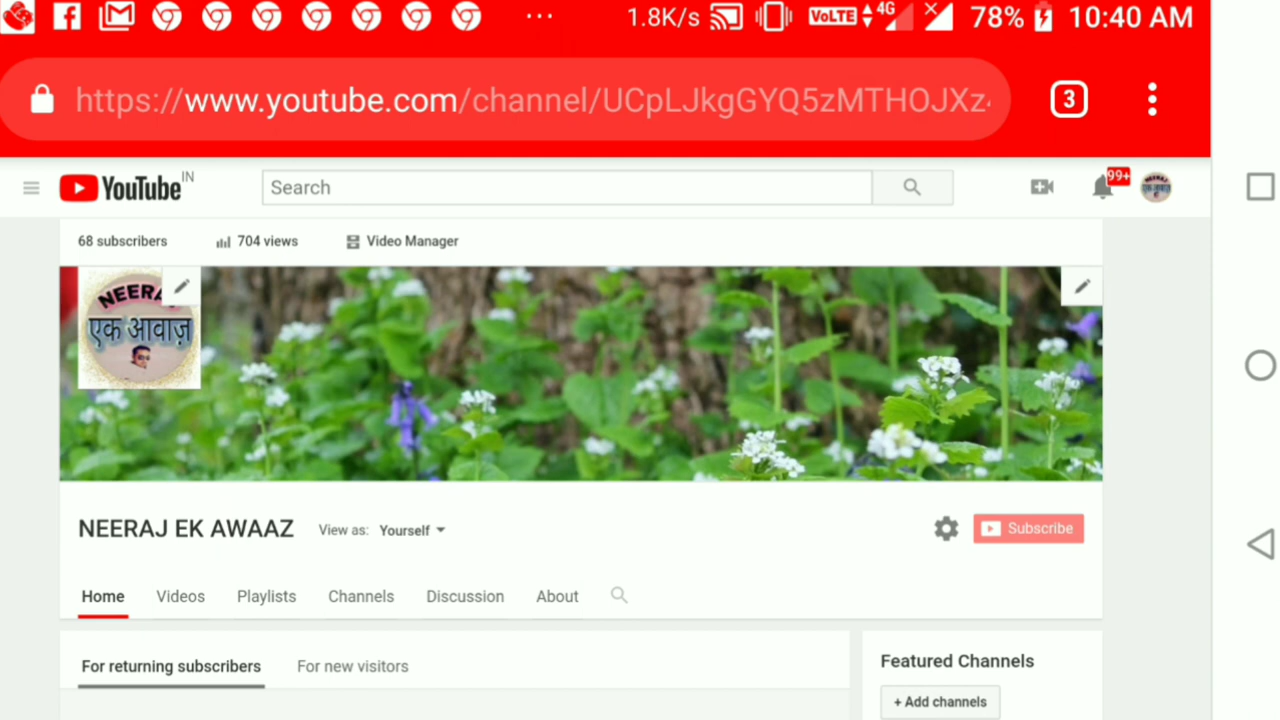 1.8K/s VoLTE 4G 78% 10:40 AM
https://www.youtube.com/channel/UCpLJkgGYQ5zMTHOJXz
3
YouTube IN
Search
99+
68 subscribers 704 views Video Manager
NEERAJ
एक आवाज़
NEERAJ EK AWAAZ View as: Yourself Subscribe
Home Videos Playlists Channels Discussion About
For returning subscribers For new visitors
Featured Channels
+ Add channels